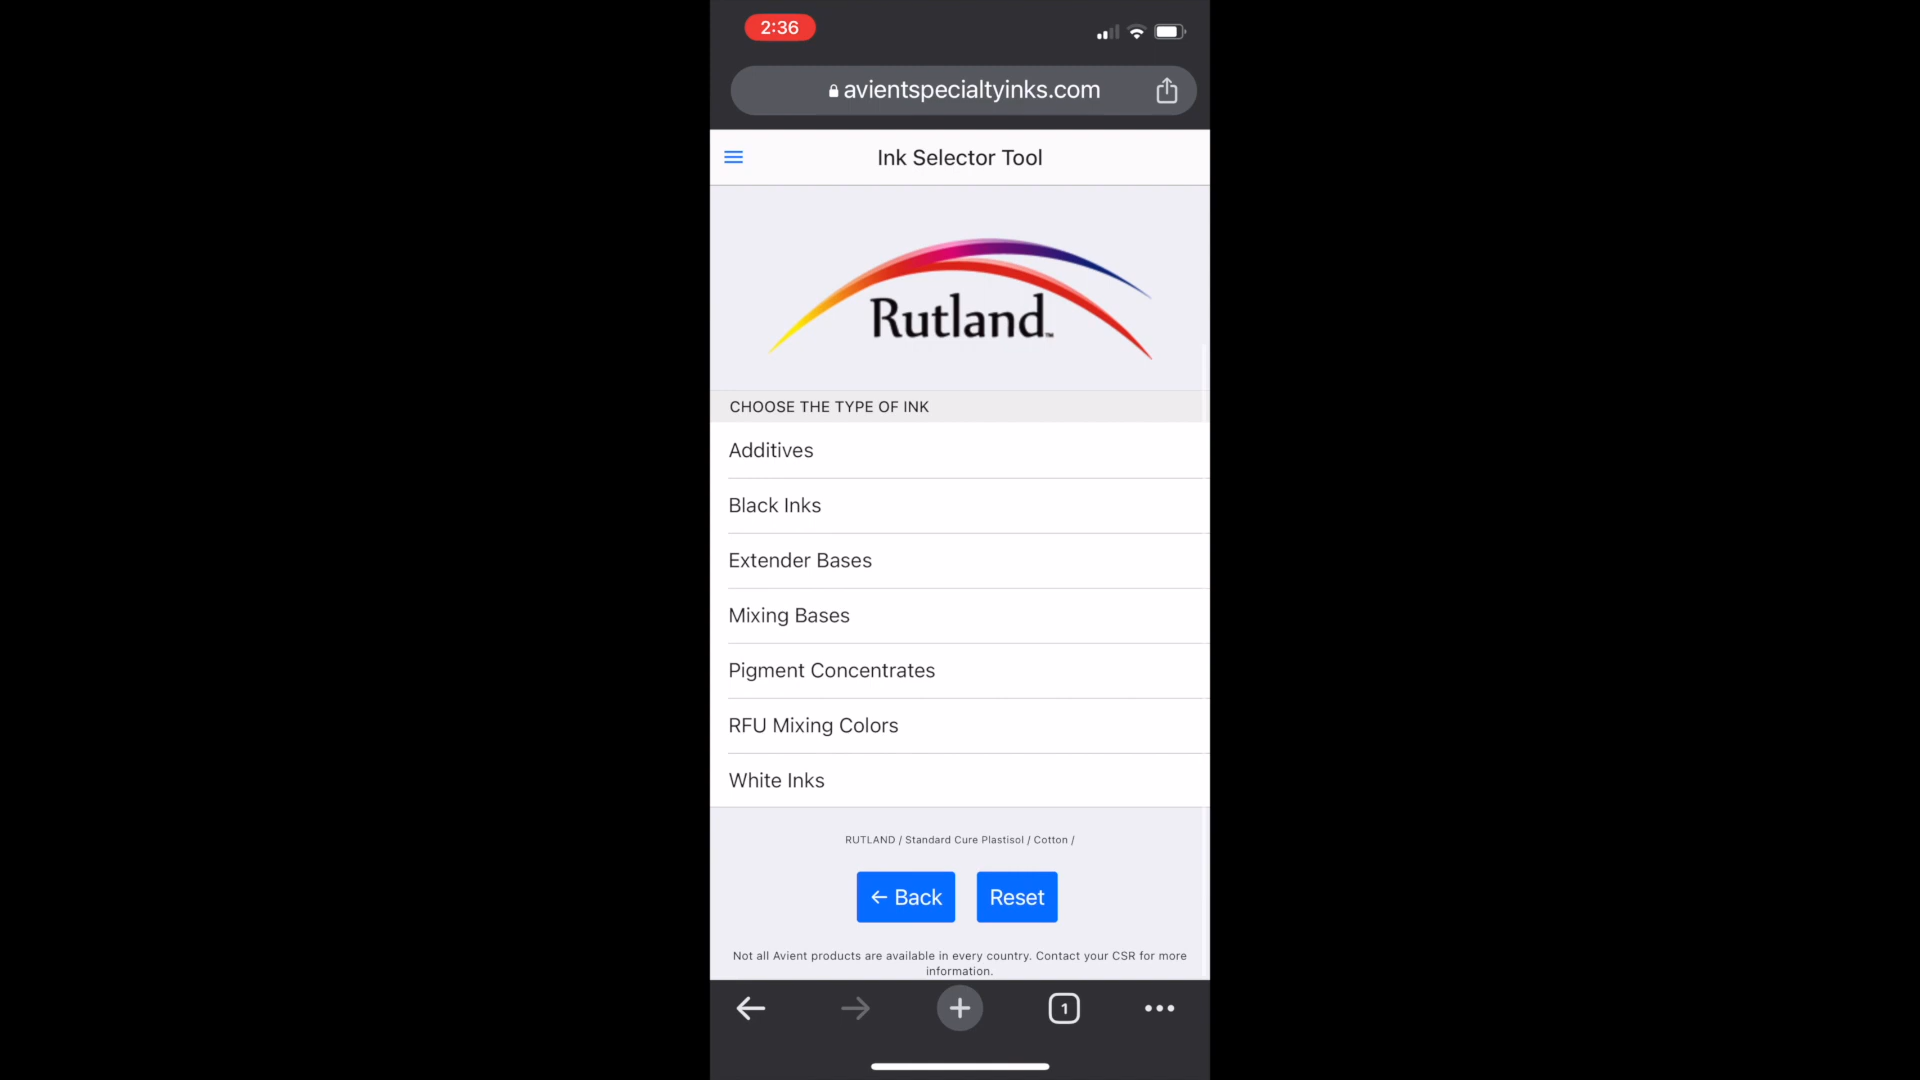 2:36
avientspecialtyinks.com
Ink Selector Tool
Rutland™
CHOOSE THE TYPE OF INK
Additives
Black Inks
Extender Bases
Mixing Bases
Pigment Concentrates
RFU Mixing Colors
White Inks
RUTLAND / Standard Cure Plastisol / Cotton /
← Back Reset
Not all Avient products are available in every country. Contact your CSR for more
information.
1